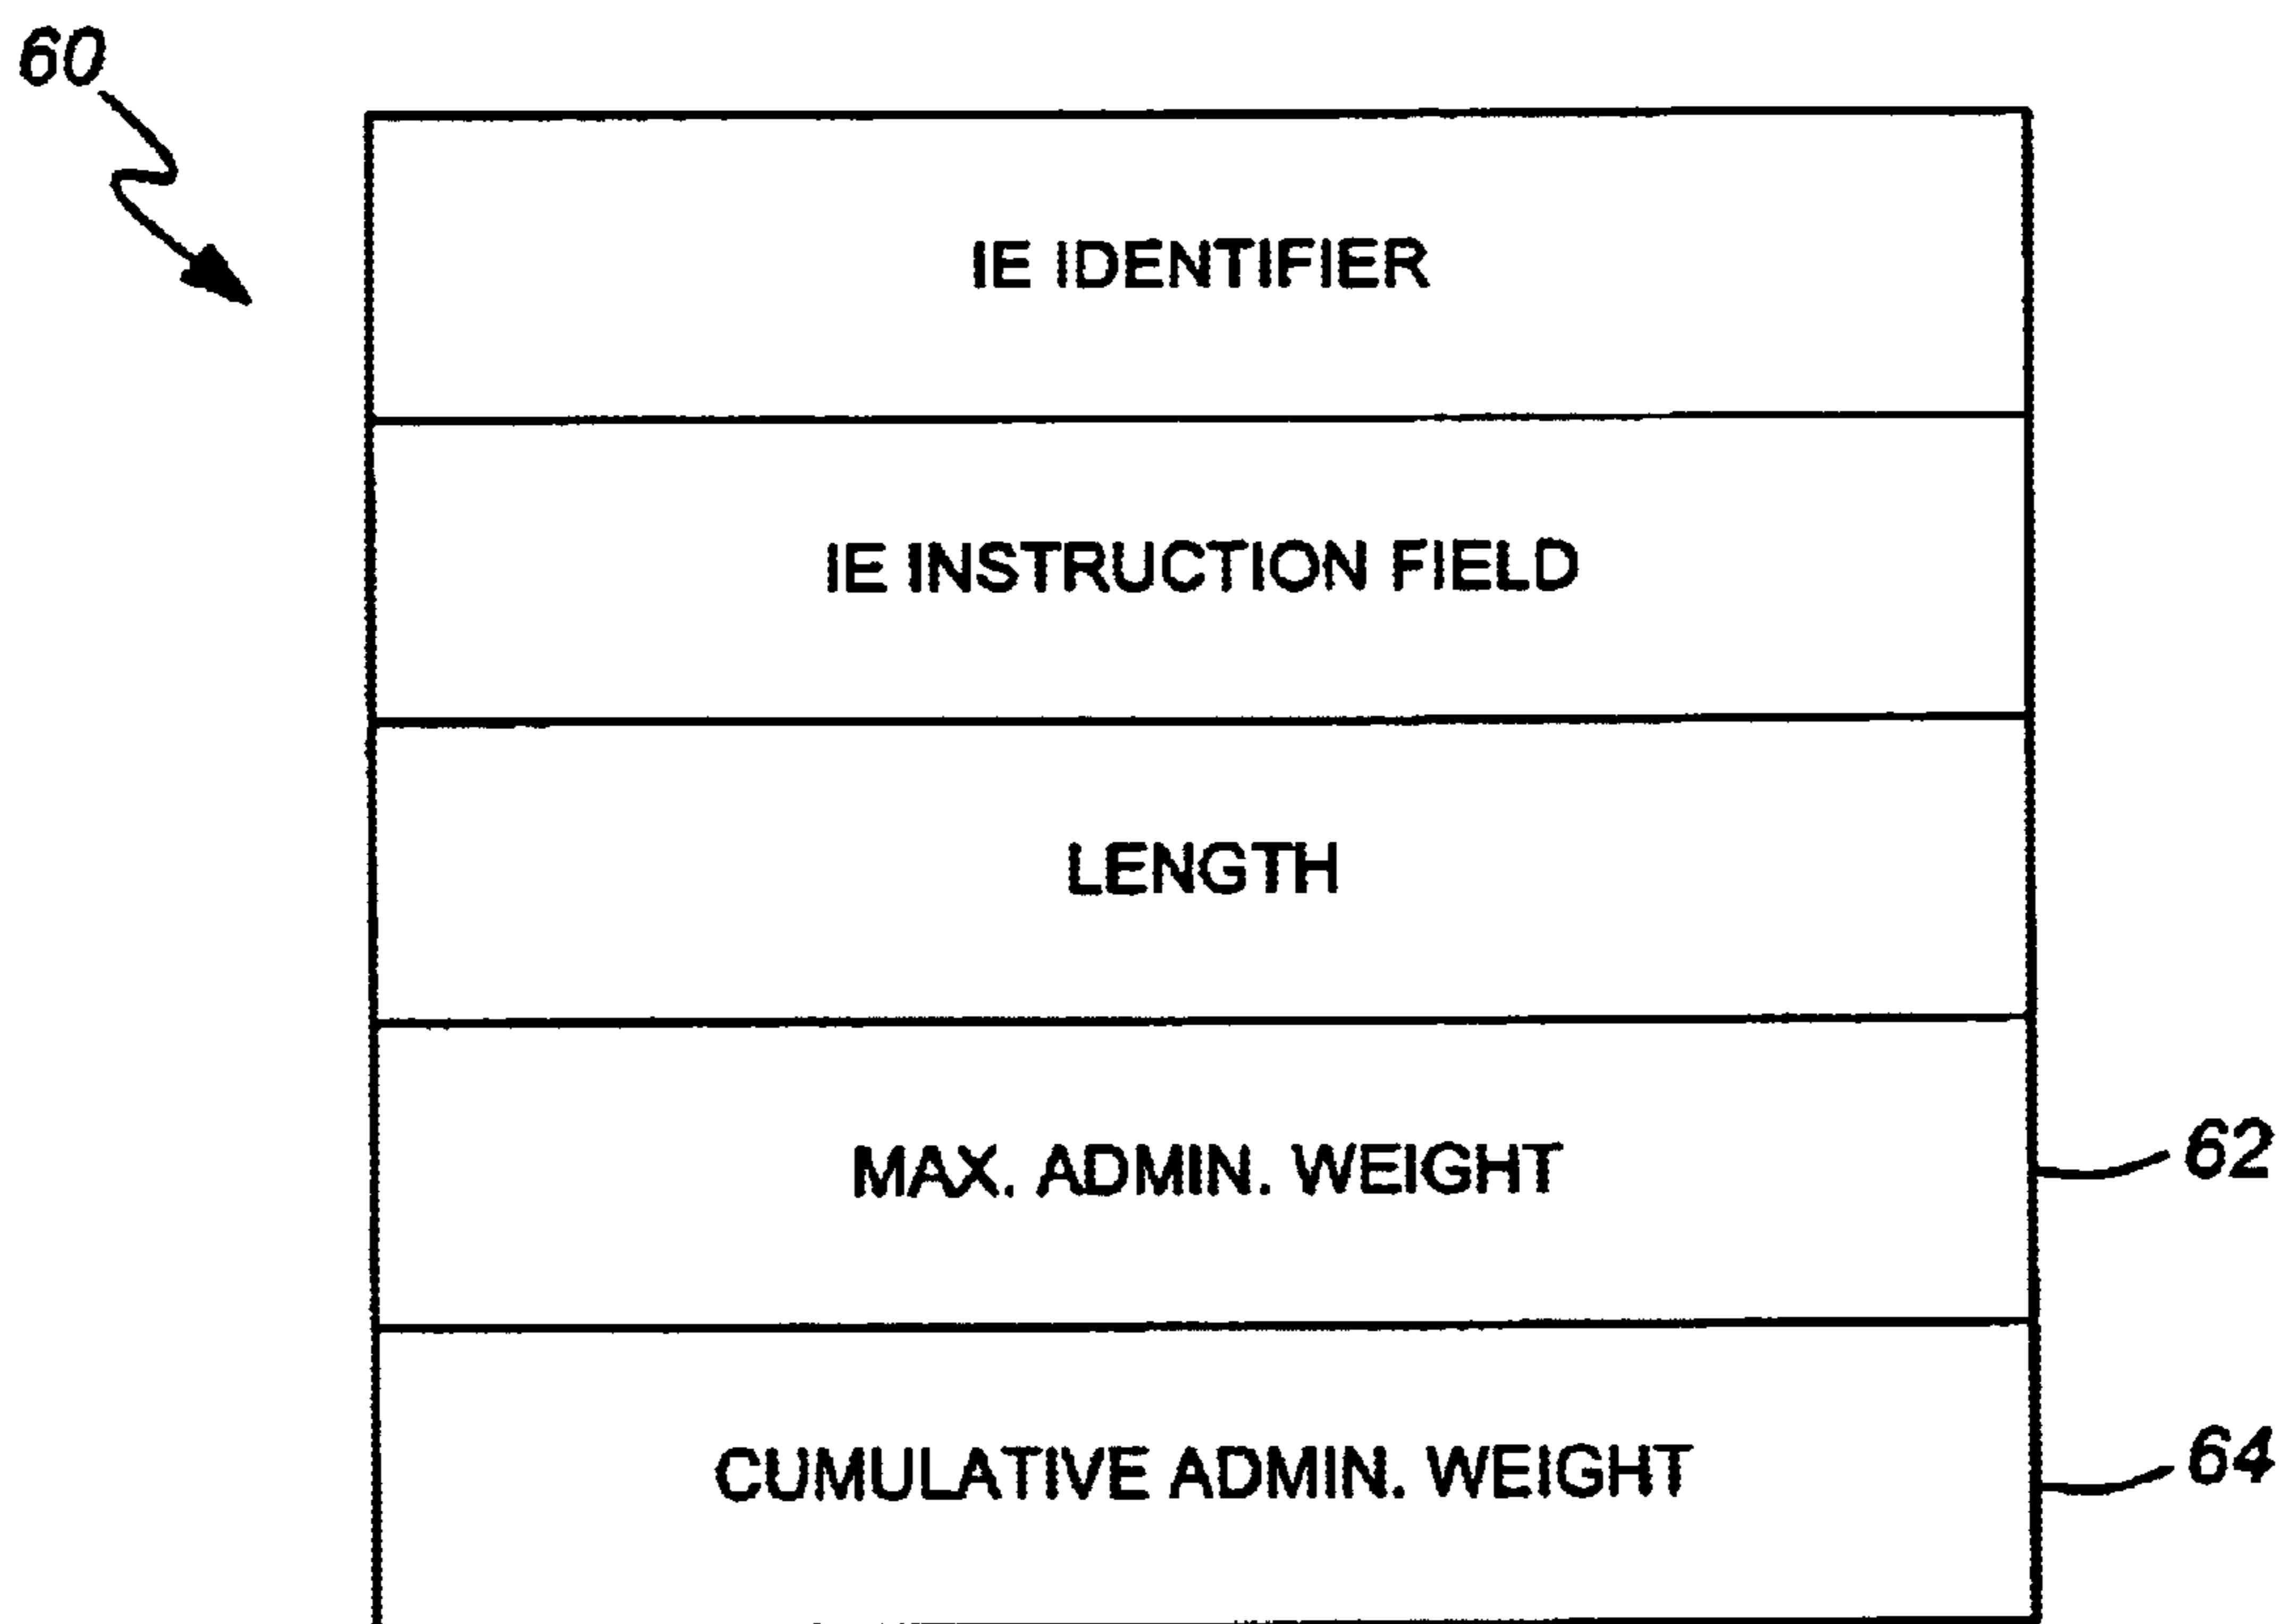 60
IE IDENTIFIER
IE INSTRUCTION FIELD
LENGTH
MAX. ADMIN. WEIGHT
62
CUMULATIVE ADMIN. WEIGHT
64